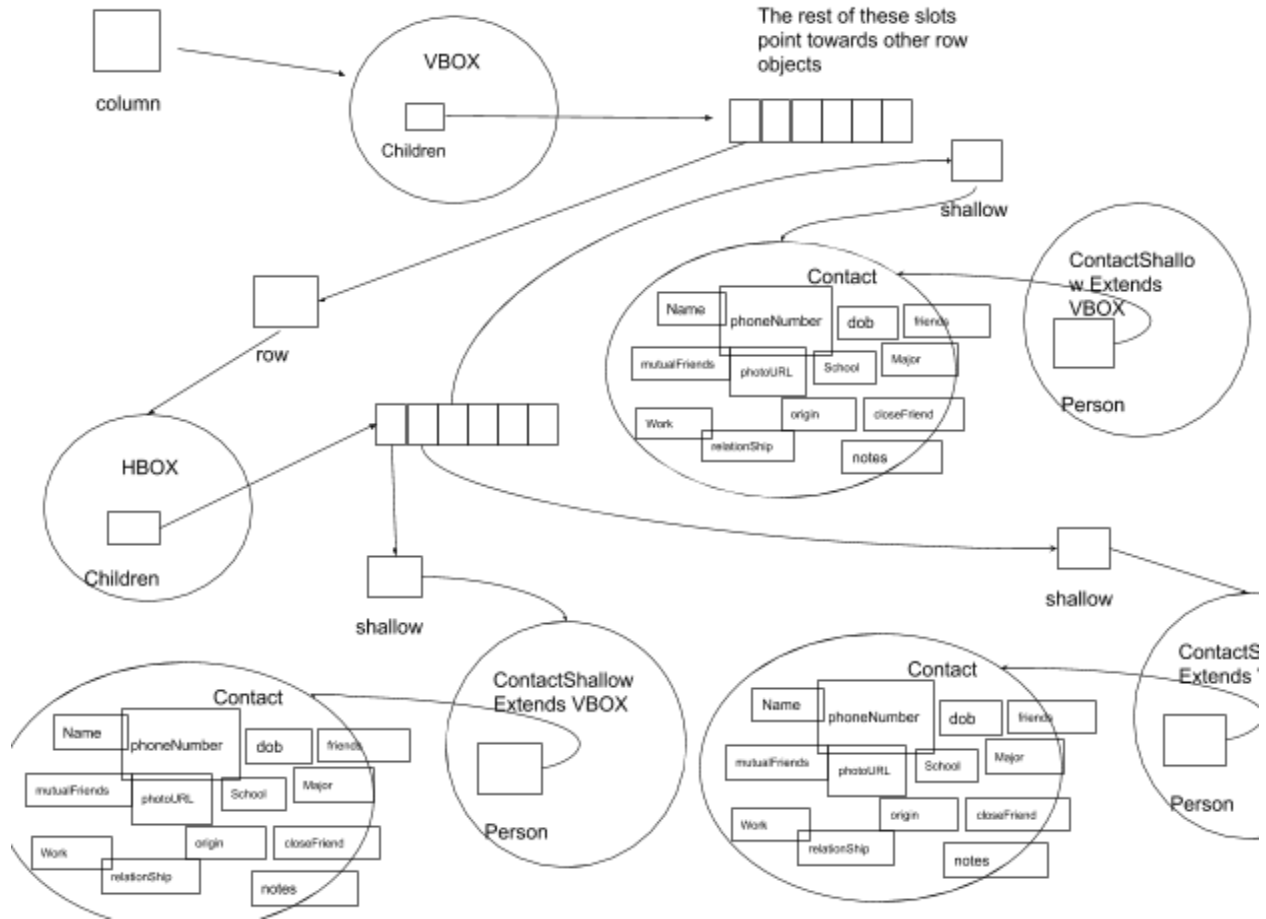 The rest of these slots
point towards other row
objects
VBOX
column
Children
shallow
Contact
ContactShallo
w Extends
VBOX
Name
phoneNumber
dob
friends
row
mutualFriends
photoURL
School
Major
Person
Work
origin
closeFriend
relationShip
notes
HBOX
Children
shallow
shallow
Contact
ContactShallow
Extends VBOX
Name
phoneNumber
dob
friends
mutualFriends
photoURL
School
Major
Person
Work
origin
closeFriend
relationShip
notes
Contact
ContactS
Extends
Name
phoneNumber
dob
friends
mutualFriends
photoURL
School
Major
Person
Work
origin
closeFriend
relationShip
notes